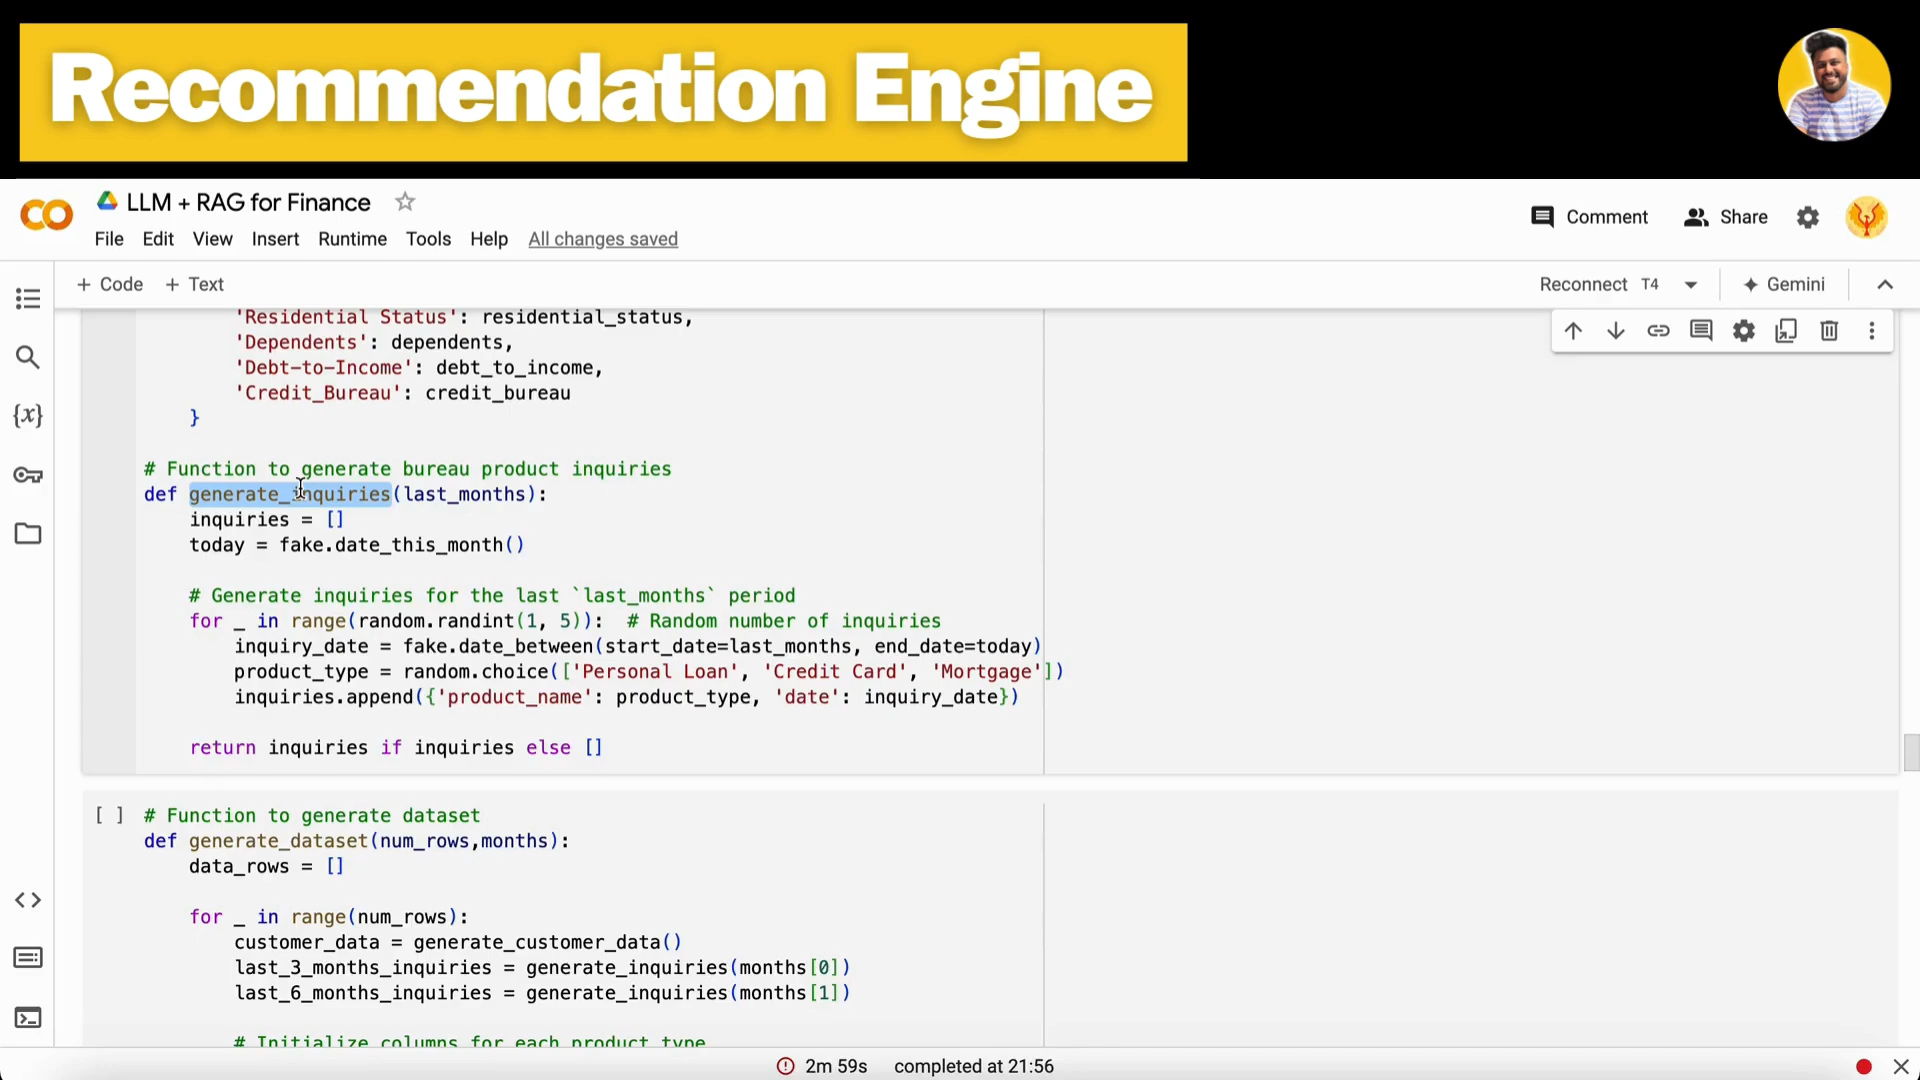 Recommendation Engine
LLM + RAG for Finance
File Edit View Insert Runtime Tools Help All changes saved
Comment Share
+ Code + Text
Reconnect T4 Gemini
'Residential Status': residential_status,
'Dependents': dependents,
'Debt-to-Income': debt_to_income,
'Credit_Bureau': credit_bureau
}
# Function to generate bureau product inquiries
def generate_inquiries(last_months):
inquiries = []
today = fake.date_this_month()
# Generate inquiries for the last `last_months` period
for _ in range(random.randint(1, 5)): # Random number of inquiries
inquiry_date = fake.date_between(start_date=last_months, end_date=today)
product_type = random.choice(['Personal Loan', 'Credit Card', 'Mortgage'])
inquiries.append({'product_name': product_type, 'date': inquiry_date})
return inquiries if inquiries else []
[ ] # Function to generate dataset
def generate_dataset(num_rows,months):
data_rows = []
for _ in range(num_rows):
customer_data = generate_customer_data()
last_3_months_inquiries = generate_inquiries(months[0])
last_6_months_inquiries = generate_inquiries(months[1])
# Initialize columns for each product type
2m 59s completed at 21:56